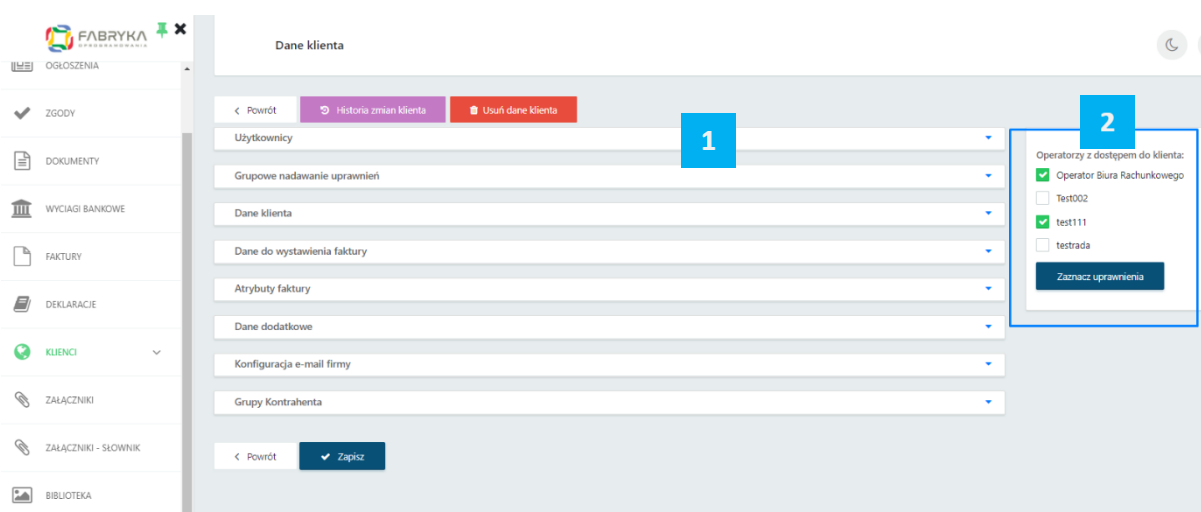 FABRYKA
OPROGRAMOWANIA
OGŁOSZENIA
ZGODY
DOKUMENTY
WYCIAGI BANKOWE
FAKTURY
DEKLARACJE
KLIENCI
ZAŁĄCZNIKI
ZAŁĄCZNIKI - SŁOWNIK
BIBLIOTEKA
Dane klienta
Powrót
Historia zmian klienta
Usuń dane klienta
1
Użytkownicy
Grupowe nadawanie uprawnień
Dane klienta
Dane do wystawienia faktury
Atrybuty faktury
Dane dodatkowe
Konfiguracja e-mail firmy
Grupy Kontrahenta
Powrót
Zapisz
2
Operatorzy z dostępem do klienta:
Operator Biura Rachunkowego
Test002
test111
testrada
Zaznacz uprawnienia